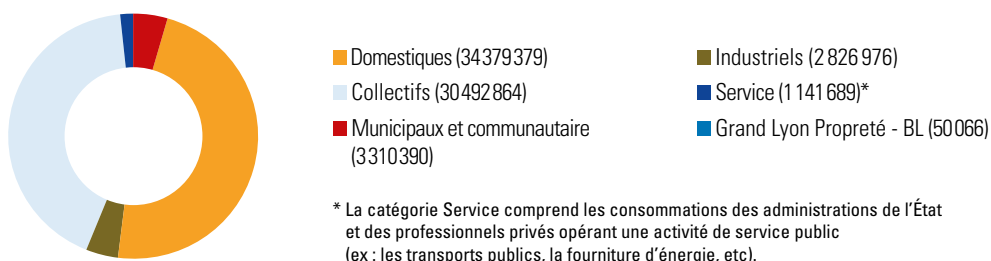 Domestiques (34 379 379)
Collectifs (30 492 864)
Municipaux et communautaire
(3 310 390)
Industriels (2 826 976)
Service (1 141 689)*
Grand Lyon Propreté - BL (50 066)
* La catégorie Service comprend les consommations des administrations de l'État
et des professionnels privés opérant une activité de service public
(ex : les transports publics, la fourniture d'énergie, etc).